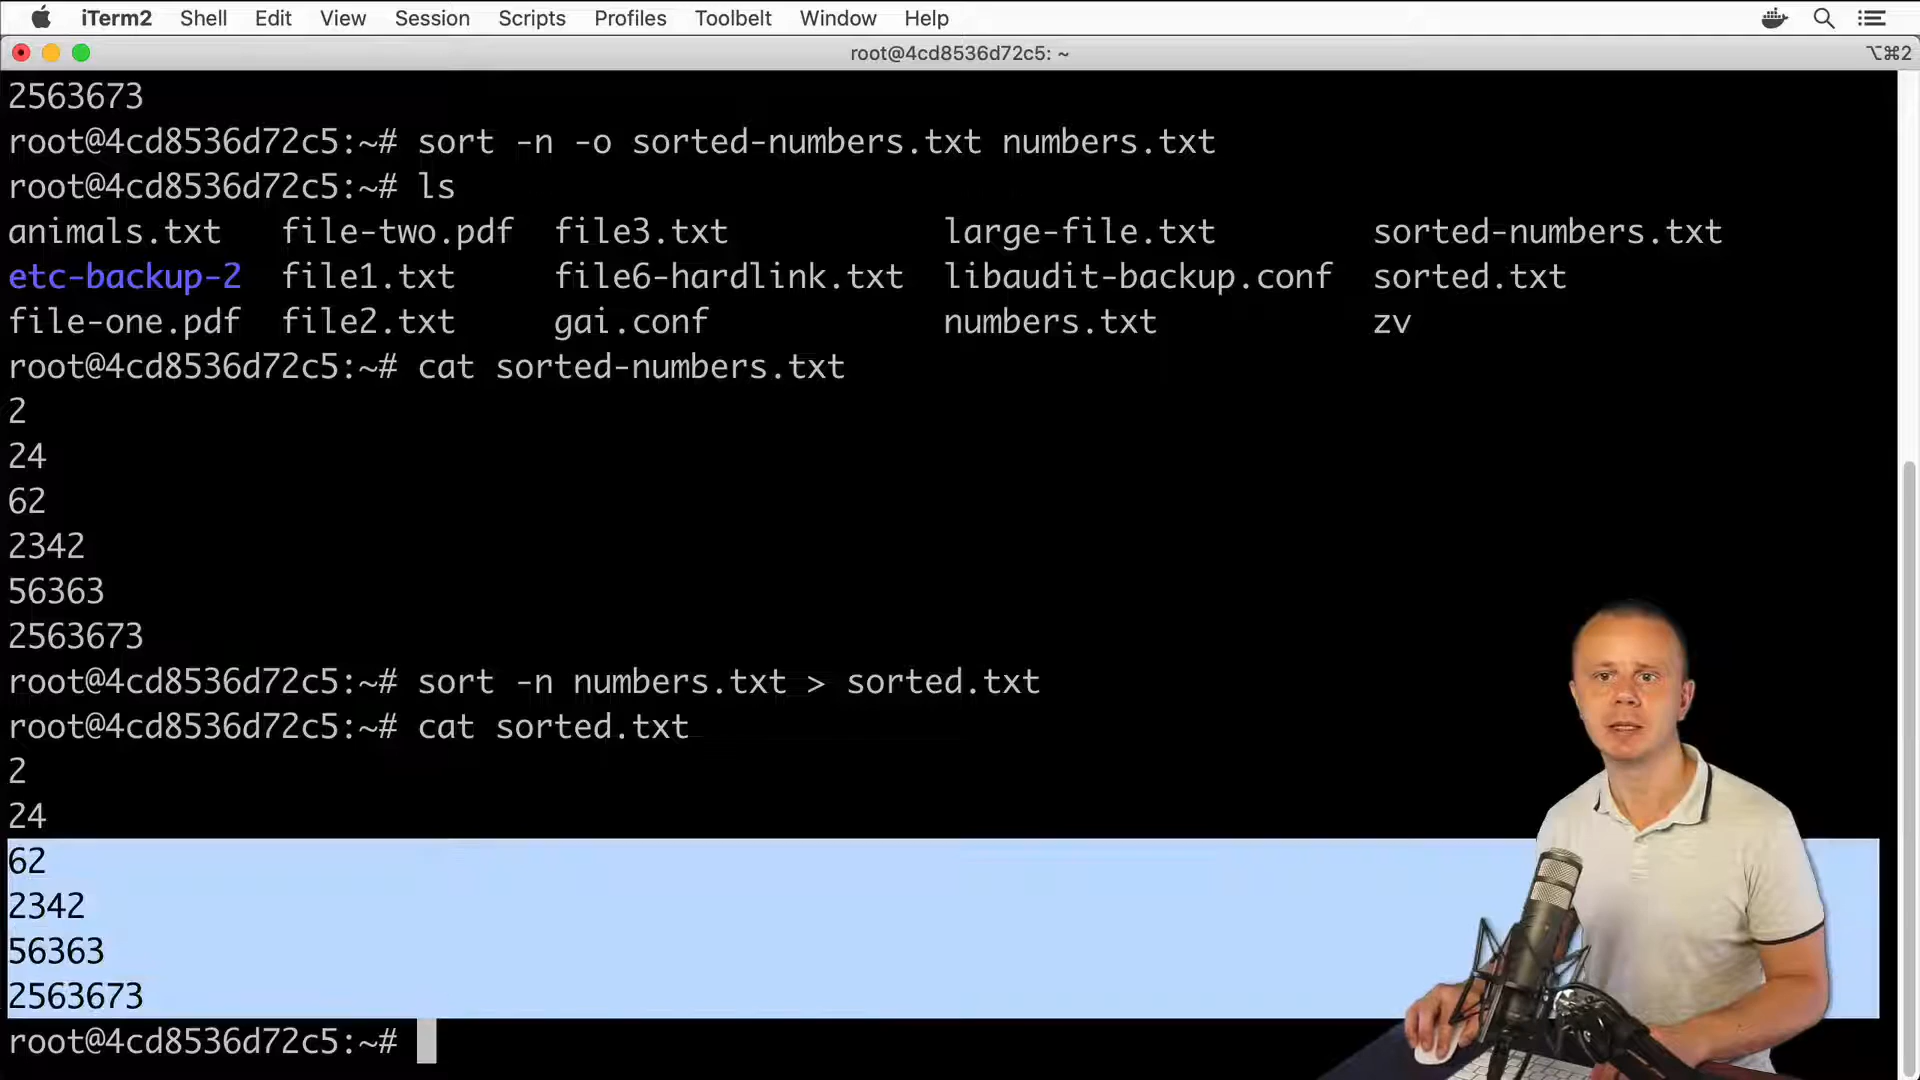 iTerm2 Shell Edit View Session Scripts Profiles Toolbelt Window Help
root@4cd8536d72c5: ~ ⌥⌘2
2563673
root@4cd8536d72c5:~# sort -n -o sorted-numbers.txt numbers.txt
root@4cd8536d72c5:~# ls
animals.txt file-two.pdf file3.txt large-file.txt sorted-numbers.txt
etc-backup-2 file1.txt file6-hardlink.txt libaudit-backup.conf sorted.txt
file-one.pdf file2.txt gai.conf numbers.txt zv
root@4cd8536d72c5:~# cat sorted-numbers.txt
2
24
62
2342
56363
2563673
root@4cd8536d72c5:~# sort -n numbers.txt > sorted.txt
root@4cd8536d72c5:~# cat sorted.txt
2
24
62
2342
56363
2563673
root@4cd8536d72c5:~#